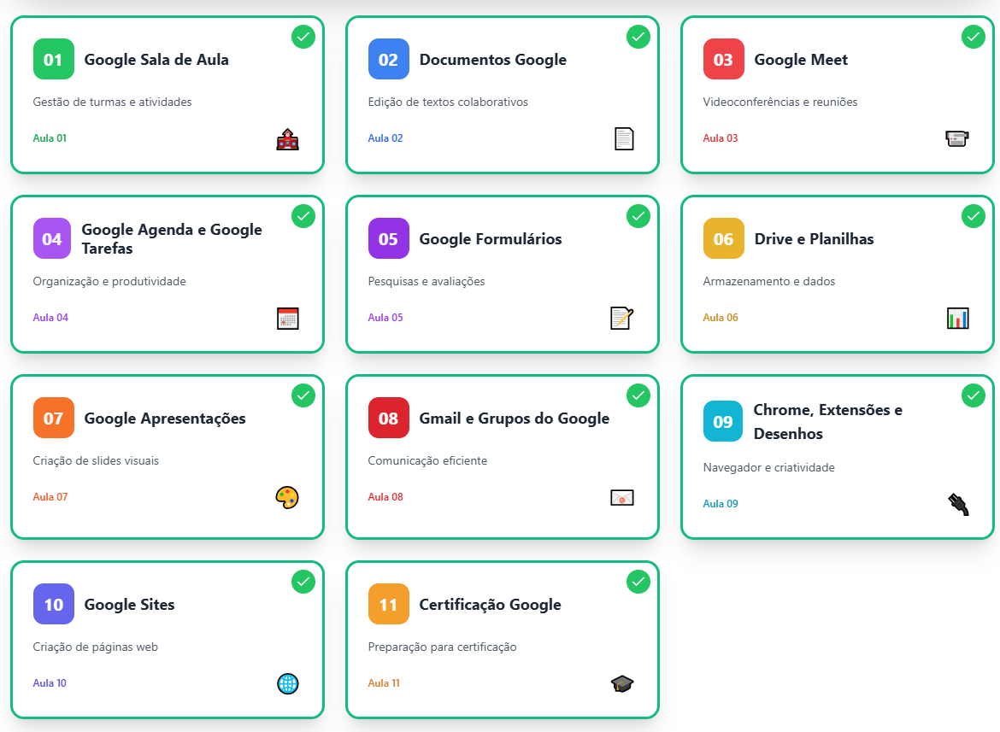 01
Google Sala de Aula
Gestão de turmas e atividades
Aula 01
02
Documentos Google
Edição de textos colaborativos
Aula 02
03
Google Meet
Videoconferências e reuniões
Aula 03
04
Google Agenda e Google
Tarefas
Organização e produtividade
Aula 04
05
Google Formulários
Pesquisas e avaliações
Aula 05
06
Drive e Planilhas
Armazenamento e dados
Aula 06
07
Google Apresentações
Criação de slides visuais
Aula 07
08
Gmail e Grupos do Google
Comunicação eficiente
Aula 08
09
Chrome, Extensões e
Desenhos
Navegador e criatividade
Aula 09
10
Google Sites
Criação de páginas web
Aula 10
11
Certificação Google
Preparação para certificação
Aula 11